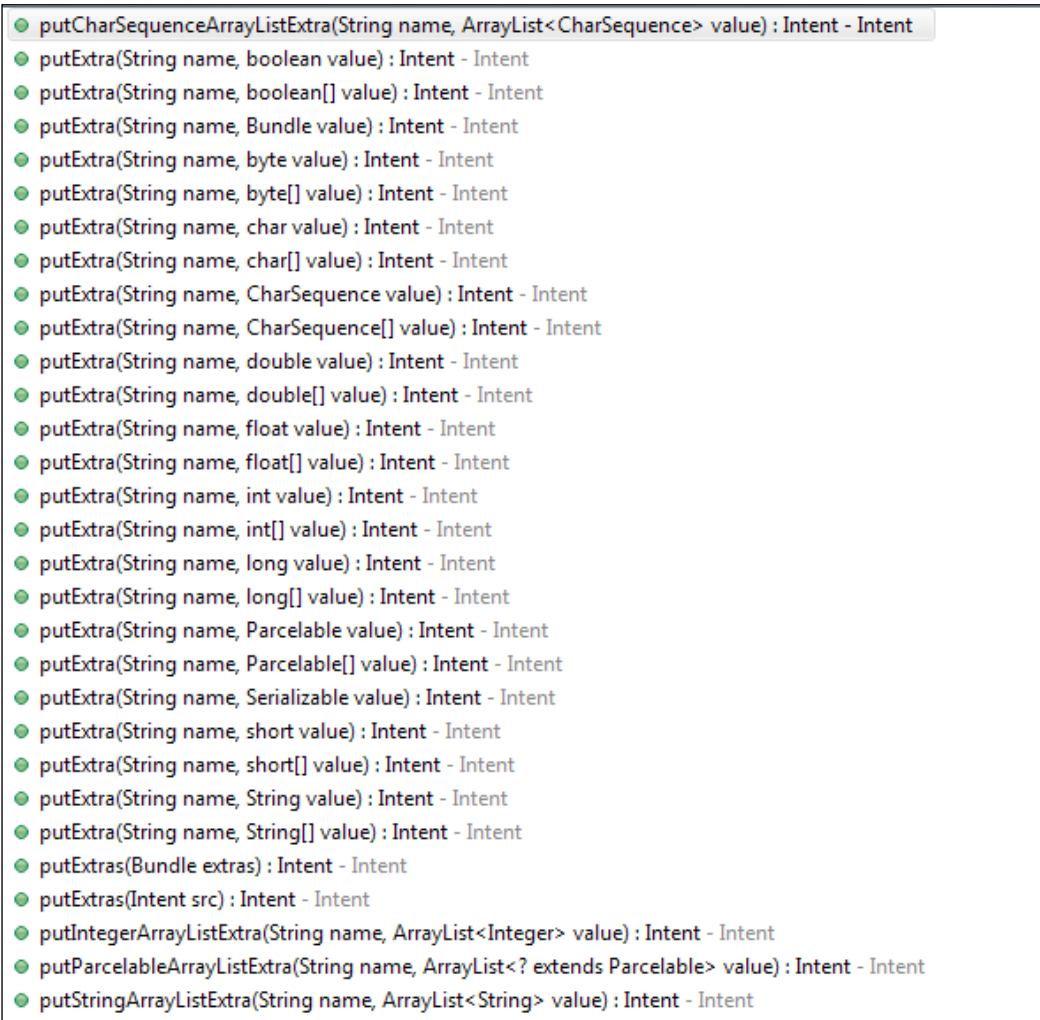 putCharSequenceArrayListExtra(String name, ArrayList<CharSequence> value) : Intent - Intent
putExtra(String name, boolean value) : Intent - Intent
putExtra(String name, boolean[] value) : Intent - Intent
putExtra(String name, Bundle value) : Intent - Intent
putExtra(String name, byte value) : Intent - Intent
putExtra(String name, byte[] value) : Intent - Intent
putExtra(String name, char value) : Intent - Intent
putExtra(String name, char[] value) : Intent - Intent
putExtra(String name, CharSequence value) : Intent - Intent
putExtra(String name, CharSequence[] value) : Intent - Intent
putExtra(String name, double value) : Intent - Intent
putExtra(String name, double[] value) : Intent - Intent
putExtra(String name, float value) : Intent - Intent
putExtra(String name, float[] value) : Intent - Intent
putExtra(String name, int value) : Intent - Intent
putExtra(String name, int[] value) : Intent - Intent
putExtra(String name, long value) : Intent - Intent
putExtra(String name, long[] value) : Intent - Intent
putExtra(String name, Parcelable value) : Intent - Intent
putExtra(String name, Parcelable[] value) : Intent - Intent
putExtra(String name, Serializable value) : Intent - Intent
putExtra(String name, short value) : Intent - Intent
putExtra(String name, short[] value) : Intent - Intent
putExtra(String name, String value) : Intent - Intent
putExtra(String name, String[] value) : Intent - Intent
putExtras(Bundle extras) : Intent - Intent
putExtras(Intent src) : Intent - Intent
putIntegerArrayListExtra(String name, ArrayList<Integer> value) : Intent - Intent
putParcelableArrayListExtra(String name, ArrayList<? extends Parcelable> value) : Intent - Intent
putStringArrayListExtra(String name, ArrayList<String> value) : Intent - Intent